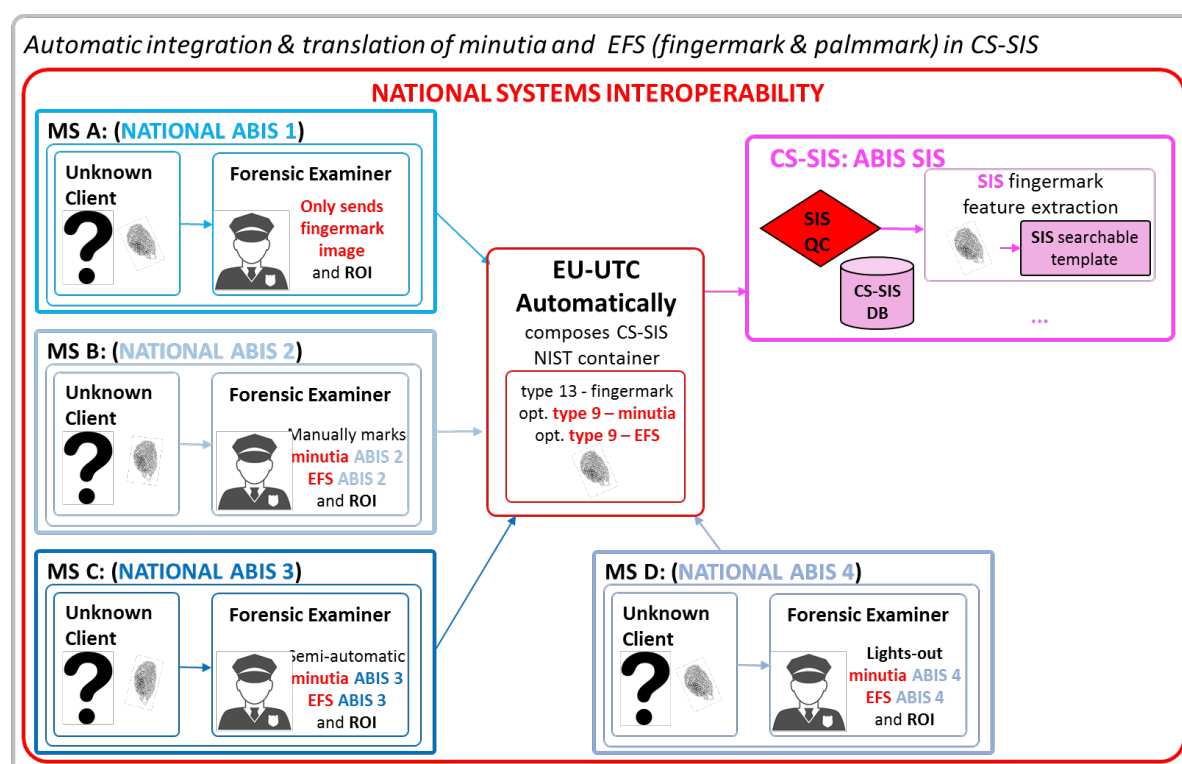 Automatic integration & translation of minutia and EFS (fingermark & palmmark) in CS-SIS
NATIONAL SYSTEMS INTEROPERABILITY
MS A: (NATIONAL ABIS 1)
Unknown
Client
Forensic Examiner
Only sends
fingermark
image
and ROI
MS B: (NATIONAL ABIS 2)
Unknown
Client
Forensic Examiner
Manually marks
minutia ABIS 2
EFS ABIS 2
and ROI
MS C: (NATIONAL ABIS 3)
Unknown
Client
Forensic Examiner
Semi-automatic
minutia ABIS 3
EFS ABIS 3
and ROI
EU-UTC
Automatically
composes CS-SIS
NIST container
type 13 - fingermark
opt. type 9 – minutia
opt. type 9 – EFS
CS-SIS: ABIS SIS
SIS
QC
CS-SIS
DB
SIS fingermark
feature extraction
SIS searchable
template
...
MS D: (NATIONAL ABIS 4)
Unknown
Client
Forensic Examiner
Lights-out
minutia ABIS 4
EFS ABIS 4
and ROI